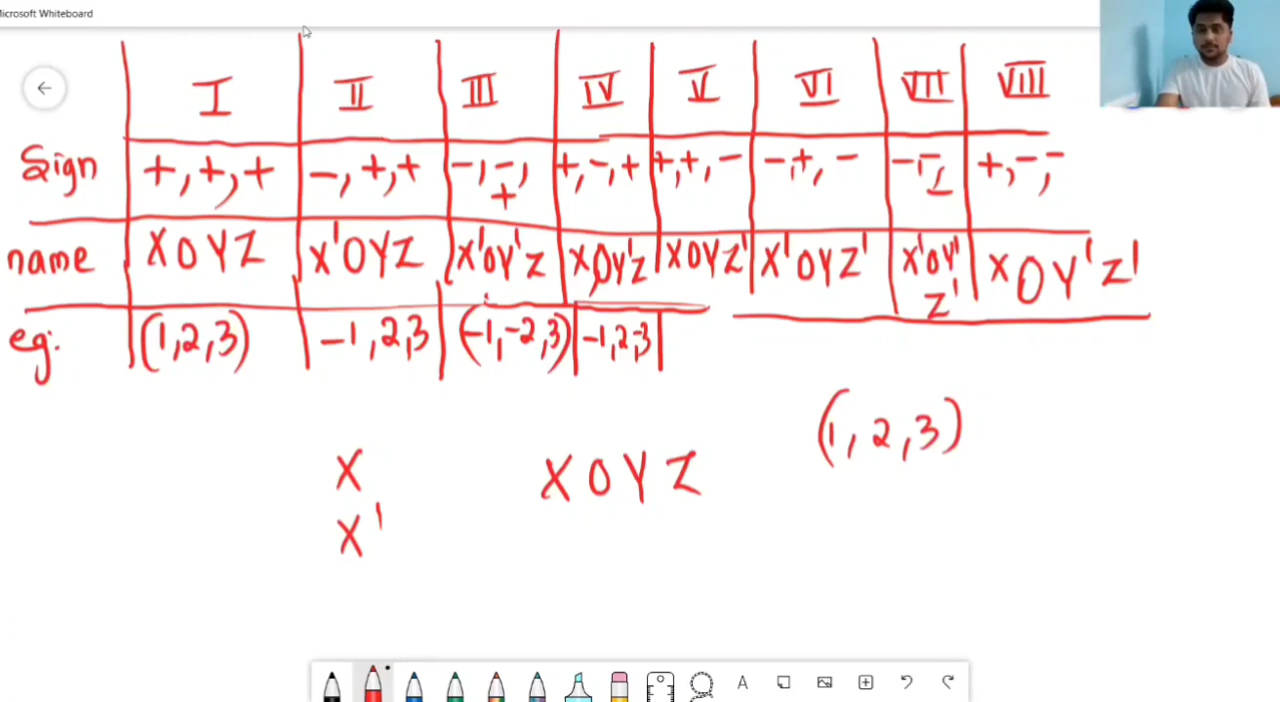 Microsoft Whiteboard
I II III IV V VI VII VIII
Sign +,+,+ -,+,+ -,-,+ +,-,+ +,+,- -,+,- -,-,- +,-,-
name XOYZ X'OYZ X'OY'Z XOY'Z XOYZ' X'OYZ' X'OY'Z' XOY'Z'
eg: (1,2,3) -1,2,3 (-1,-2,3) -1,2,-3
(1,2,3)
X XOYZ
X'
A